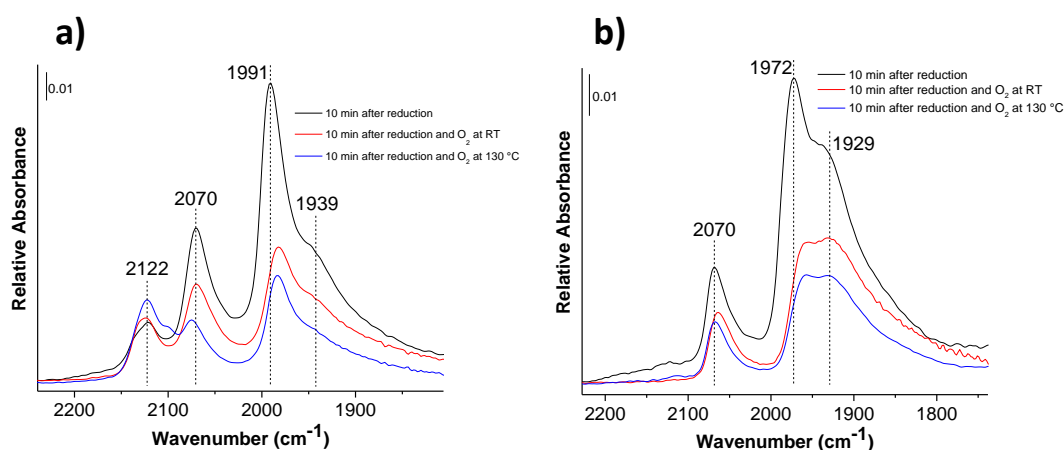 a)
0.01
1991
10 min after reduction
10 min after reduction and O₂ at RT
10 min after reduction and O₂ at 130 °C
2070
1939
2122
Relative Absorbance
2200 2100 2000 1900
Wavenumber (cm⁻¹)
b)
0.01
1972
10 min after reduction
10 min after reduction and O₂ at RT
10 min after reduction and O₂ at 130 °C
1929
2070
Relative Absorbance
2200 2100 2000 1900 1800
Wavenumber (cm⁻¹)